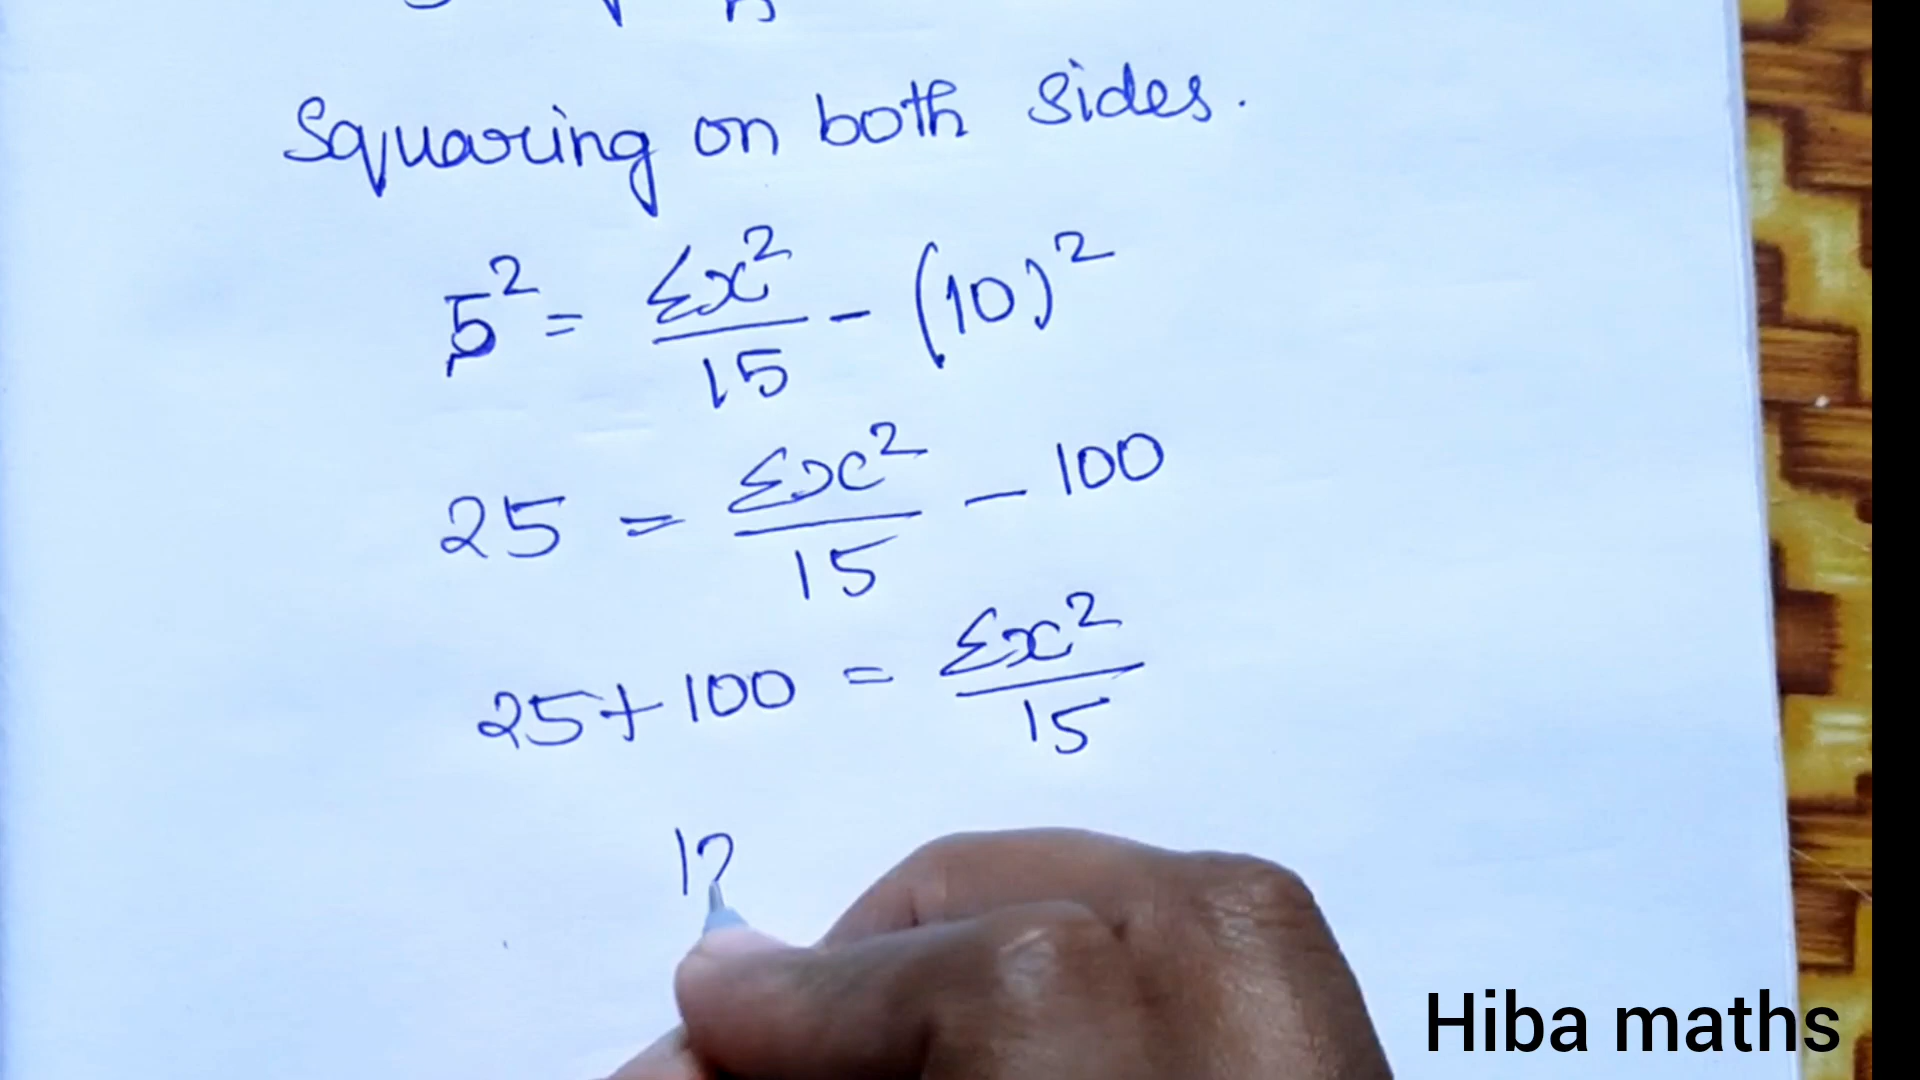 Squaring on both sides.
5² = Σx²/15 - (10)²
25 = Σx²/15 - 100
25+100 = Σx²/15
12
Hiba maths